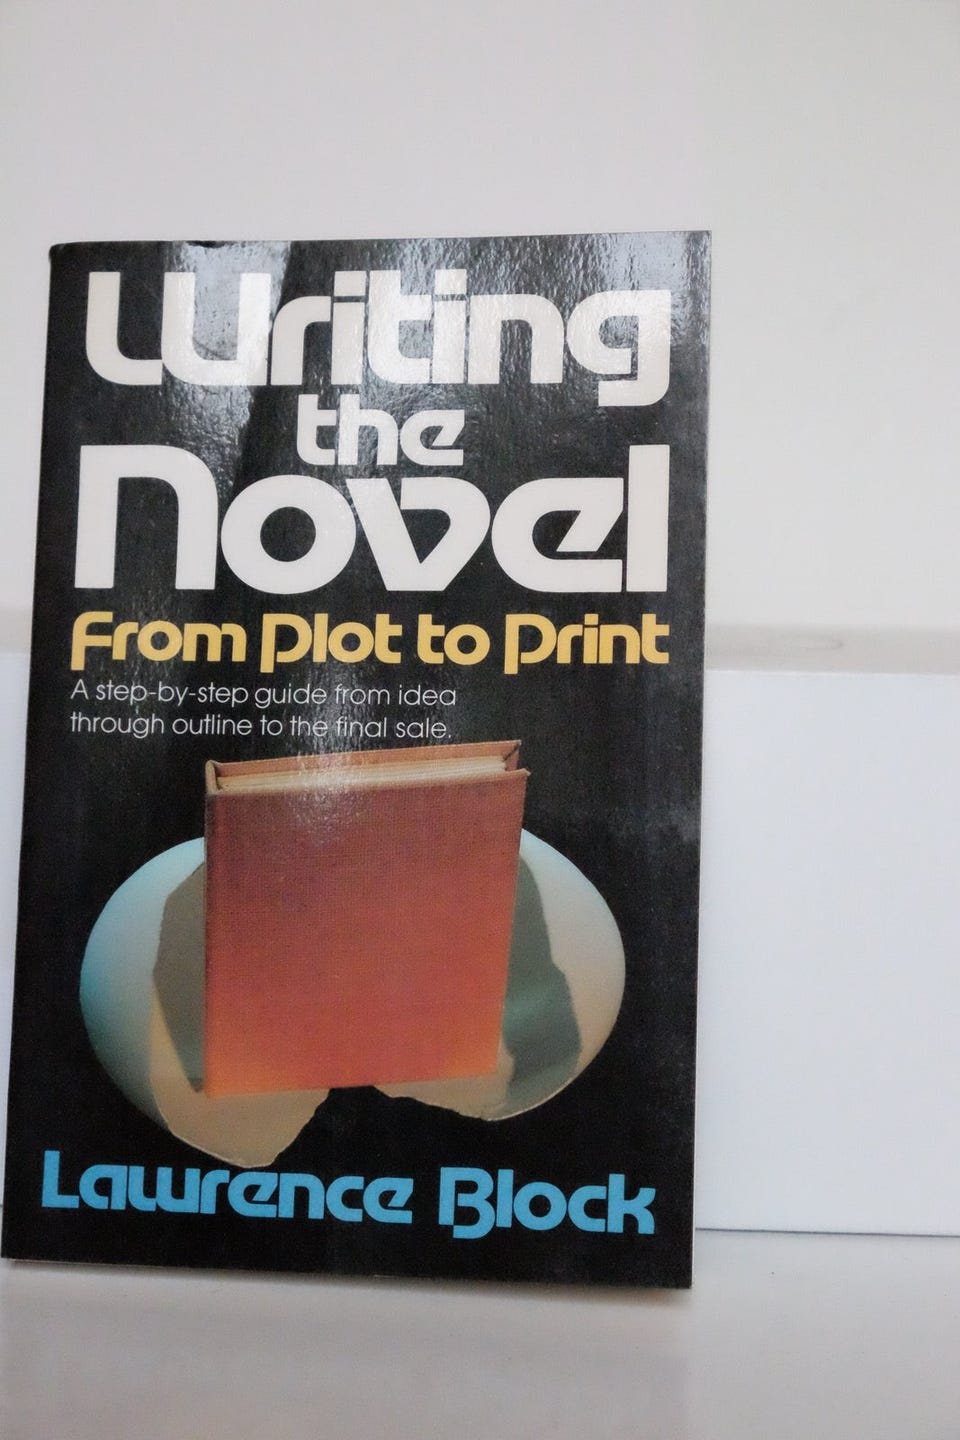 Writing
the
Novel
From Plot to Print
A step-by-step guide from idea
through outline to the final sale.
Lawrence Block